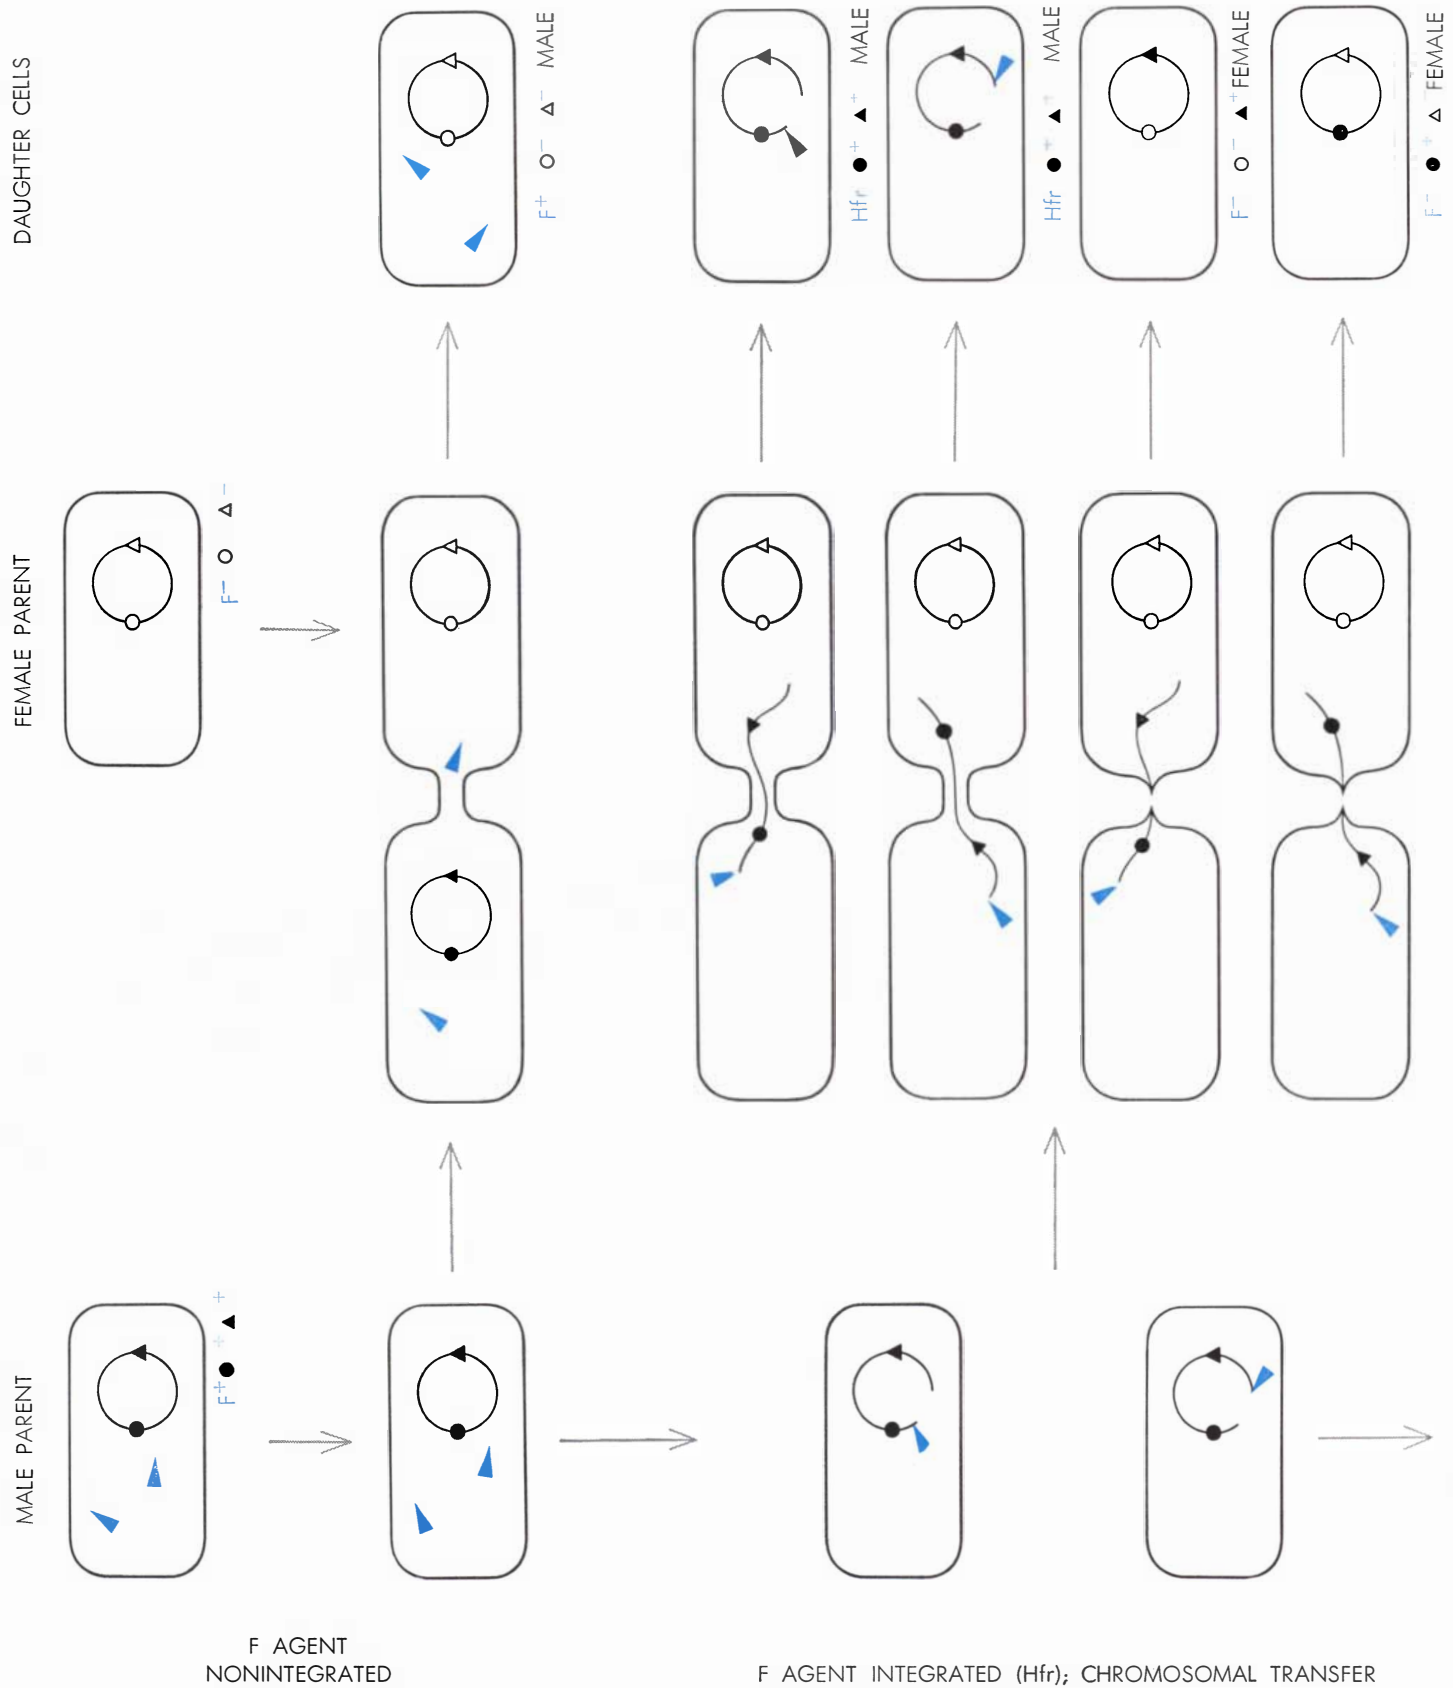 DAUGHTER CELLS
F⁺ ○⁻ △⁻ MALE
Hfr ●⁺ ▲⁺ MALE
Hfr ●⁺ ▲⁺ MALE
F⁻ ○⁻ ▲⁺ FEMALE
F⁻ ●⁺ △⁻ FEMALE
FEMALE PARENT
F⁻ ○⁻ △⁻
MALE PARENT
F⁺ ●⁺ ▲⁺
F AGENT
NONINTEGRATED
F AGENT INTEGRATED (Hfr); CHROMOSOMAL TRANSFER